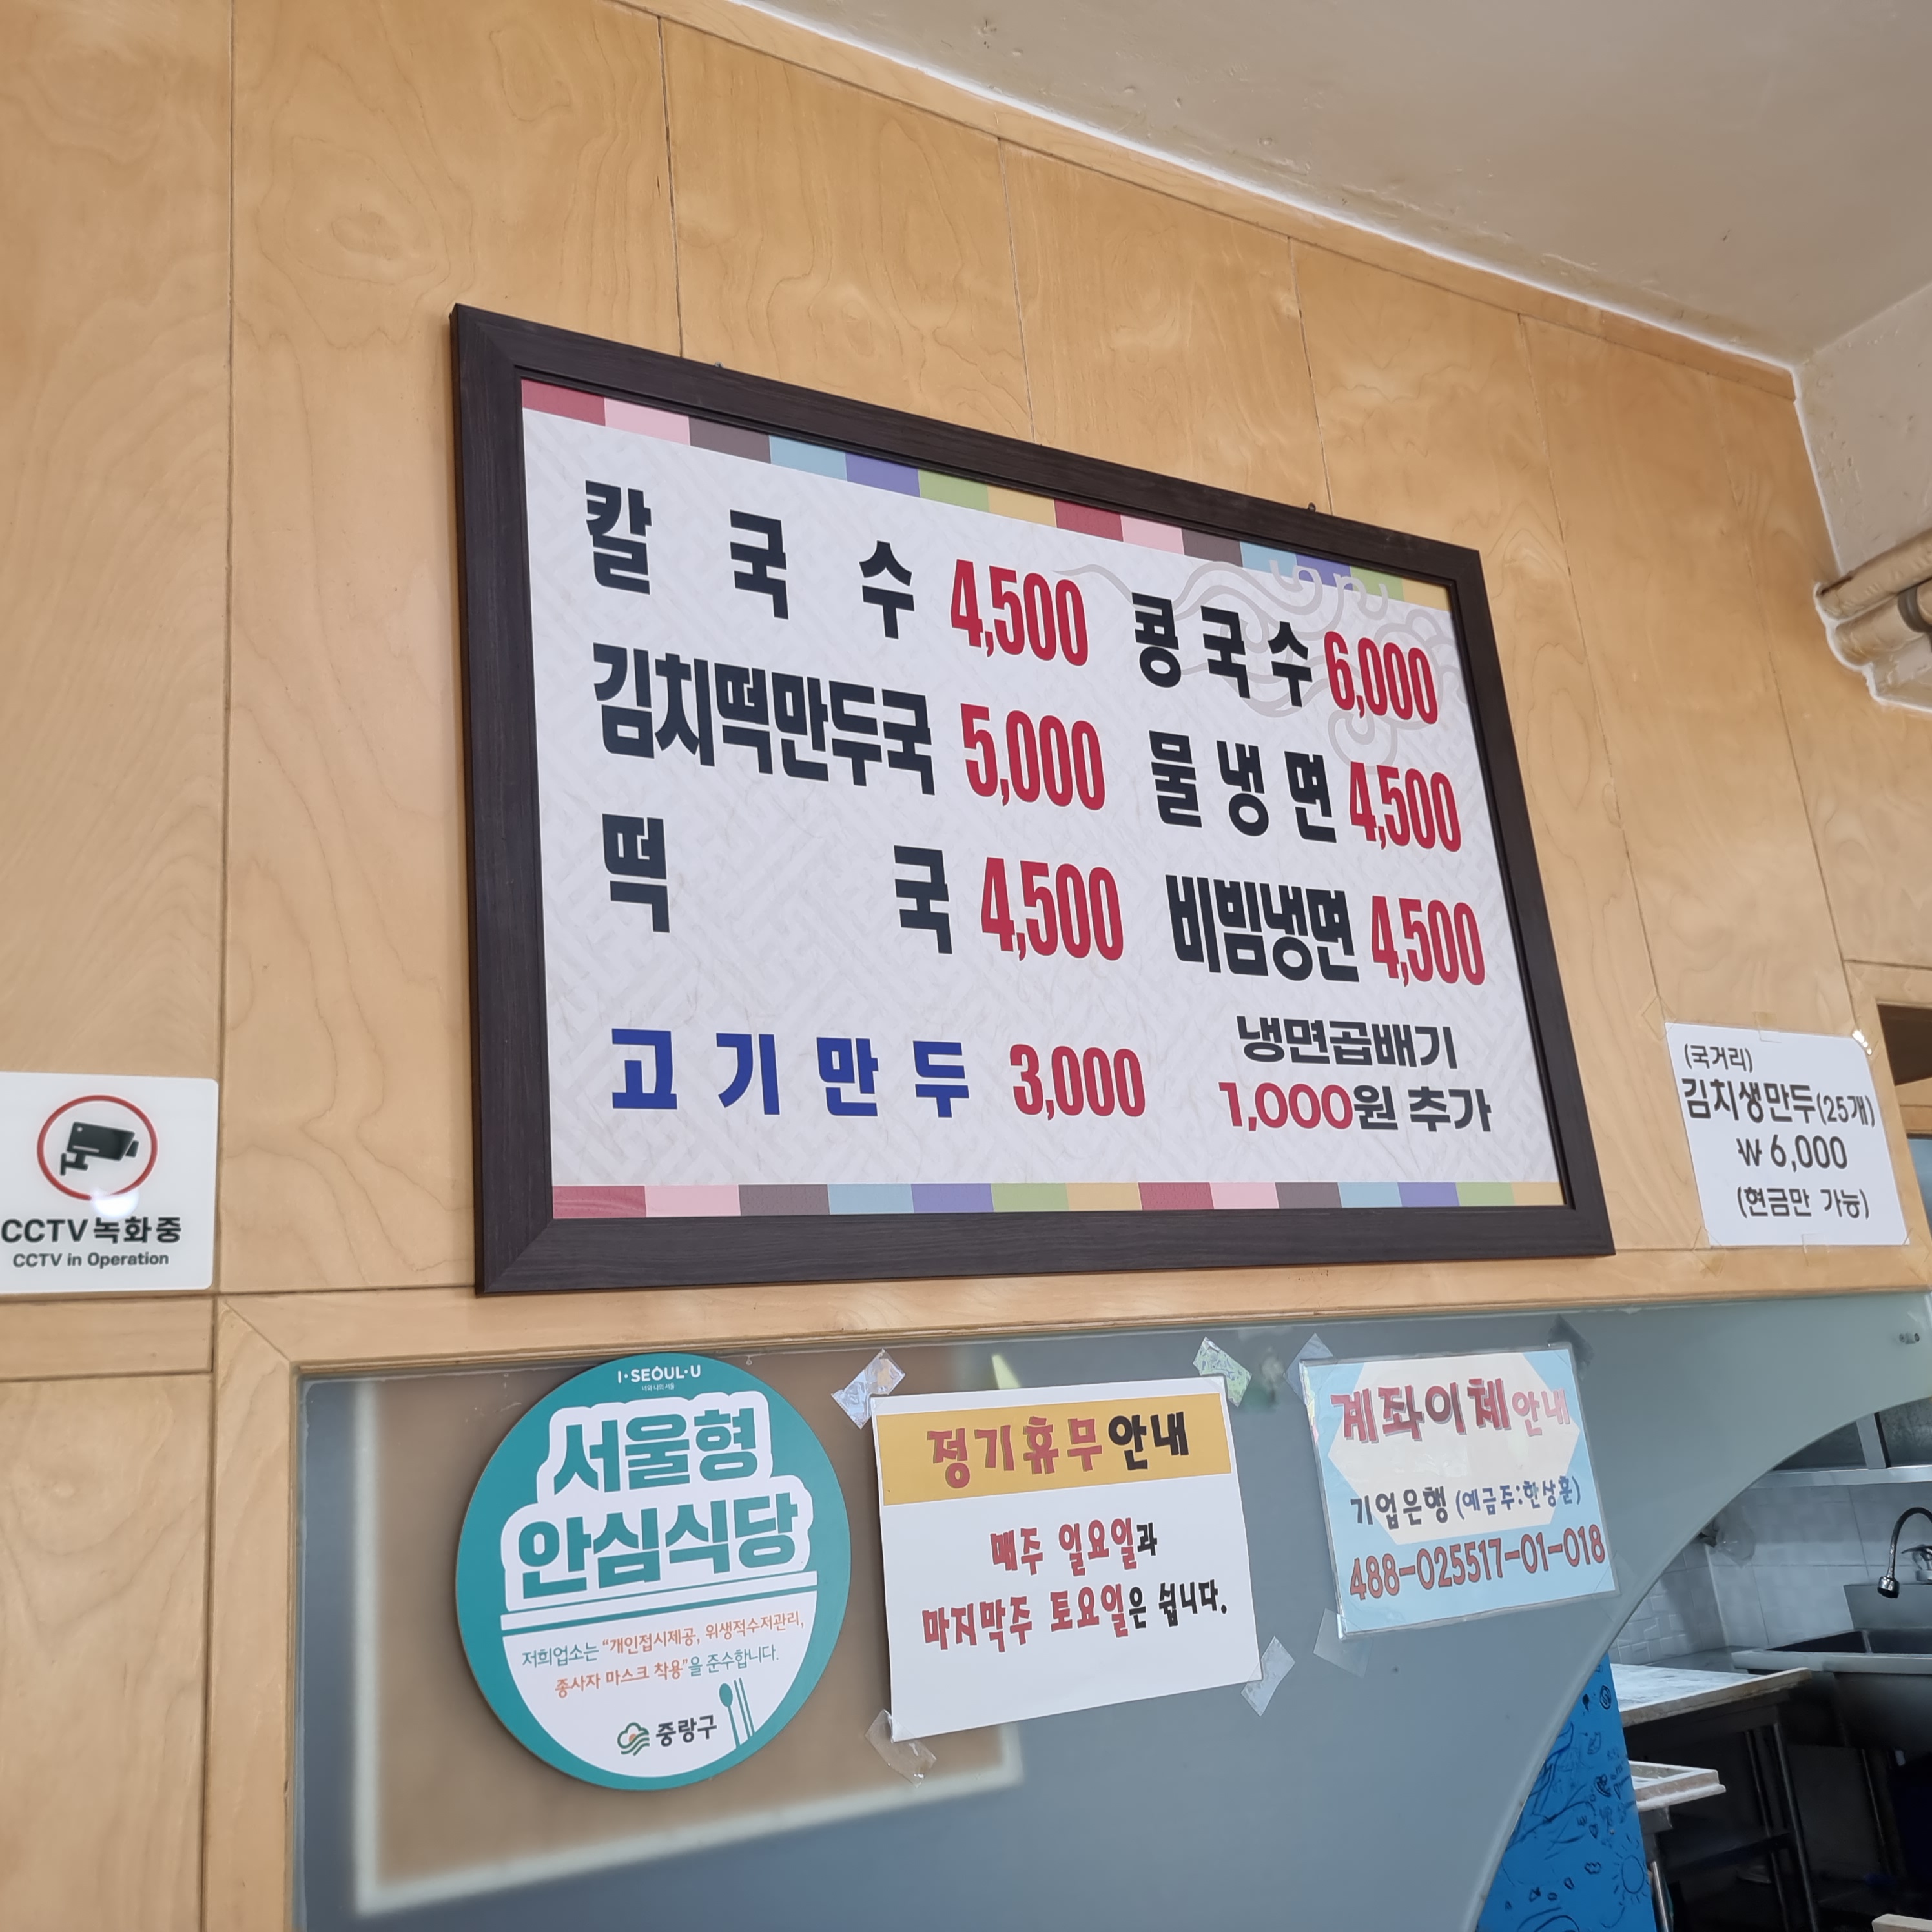 칼국수 4,500
김치떡만두국 5,000
떡국 4,500
고기만두 3,000
콩국수 6,000
물냉면 4,500
비빔냉면 4,500
냉면곱배기
1,000원 추가
(국거리)
김치생만두(25개)
₩6,000
(현금만 가능)
CCTV 녹화중
CCTV in Operation
I·SEOUL·U
너와 나의 서울
서울형
안심식당
저희업소는 "개인접시제공, 위생적수저관리,
종사자 마스크 착용"을 준수합니다.
중랑구
정기휴무안내
매주 일요일과
마지막주 토요일은 쉽니다.
계좌이체안내
기업은행 (예금주:한상훈)
488-025517-01-018